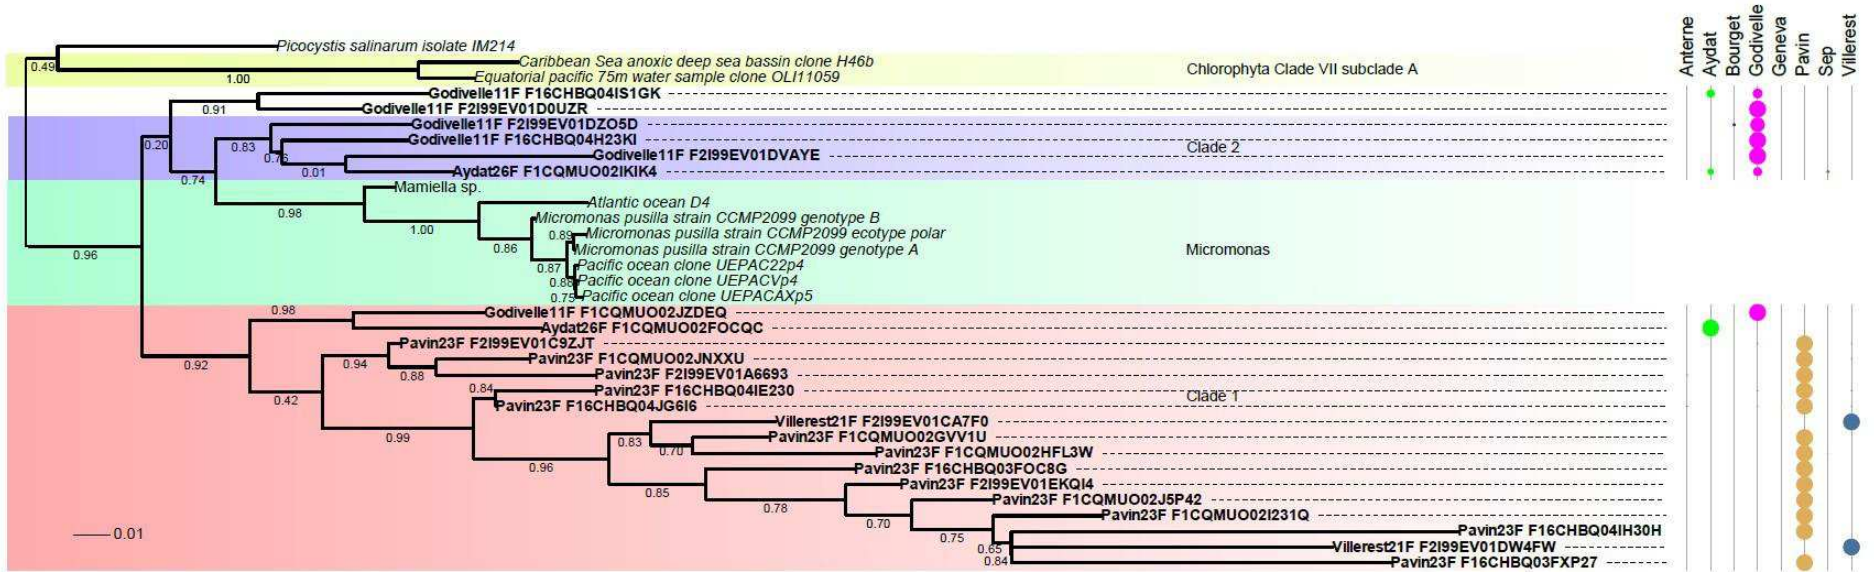 Anterne
Aydat
Bourget
Godivelle
Geneva
Pavin
Sep
Villerest
Picocystis salinarum isolate IM214
0.49
Caribbean Sea anoxic deep sea bassin clone H46b
1.00
Equatorial pacific 75m water sample clone OLI11059
Chlorophyta Clade VII subclade A
Godivelle11F F16CHBQ04IS1GK
0.91
Godivelle11F F2I99EV01D0UZR
Godivelle11F F2I99EV01DZO5D
0.20
0.83
Godivelle11F F16CHBQ04H23KI
Clade 2
0.76
Godivelle11F F2I99EV01DVAYE
0.01
Aydat26F F1CQMUO02IKIK4
0.74
Mamiella sp.
0.98
Atlantic ocean D4
1.00
Micromonas pusilla strain CCMP2099 genotype B
0.89
Micromonas pusilla strain CCMP2099 ecotype polar
0.86
Micromonas pusilla strain CCMP2099 genotype A
Micromonas
0.96
0.87
Pacific ocean clone UEPAC22p4
0.88
Pacific ocean clone UEPACVp4
0.75
Pacific ocean clone UEPACAXp5
0.98
Godivelle11F F1CQMUO02JZDEQ
Aydat26F F1CQMUO02FOCQC
Pavin23F F2I99EV01C9ZJT
0.92
0.94
Pavin23F F1CQMUO02JNXXU
0.88
Pavin23F F2I99EV01A6693
0.84
Pavin23F F16CHBQ04IE230
0.42
Pavin23F F16CHBQ04JG6I6
Clade 1
Villerest21F F2I99EV01CA7F0
0.99
0.83
Pavin23F F1CQMUO02GVV1U
0.70
Pavin23F F1CQMUO02HFL3W
0.96
Pavin23F F16CHBQ03FOC8G
0.85
Pavin23F F2I99EV01EKQI4
0.78
Pavin23F F1CQMUO02J5P42
0.70
Pavin23F F1CQMUO02I231Q
0.75
Pavin23F F16CHBQ04IH30H
0.01
0.65
Villerest21F F2I99EV01DW4FW
0.84
Pavin23F F16CHBQ03FXP27